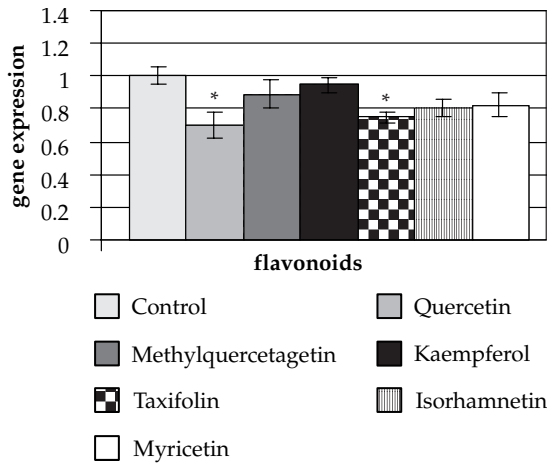 1.4
1.2
1
0.8
0.6
0.4
0.2
0
gene expression
*
*
flavonoids
Control
Quercetin
Methylquercetagetin
Kaempferol
Taxifolin
Isorhamnetin
Myricetin